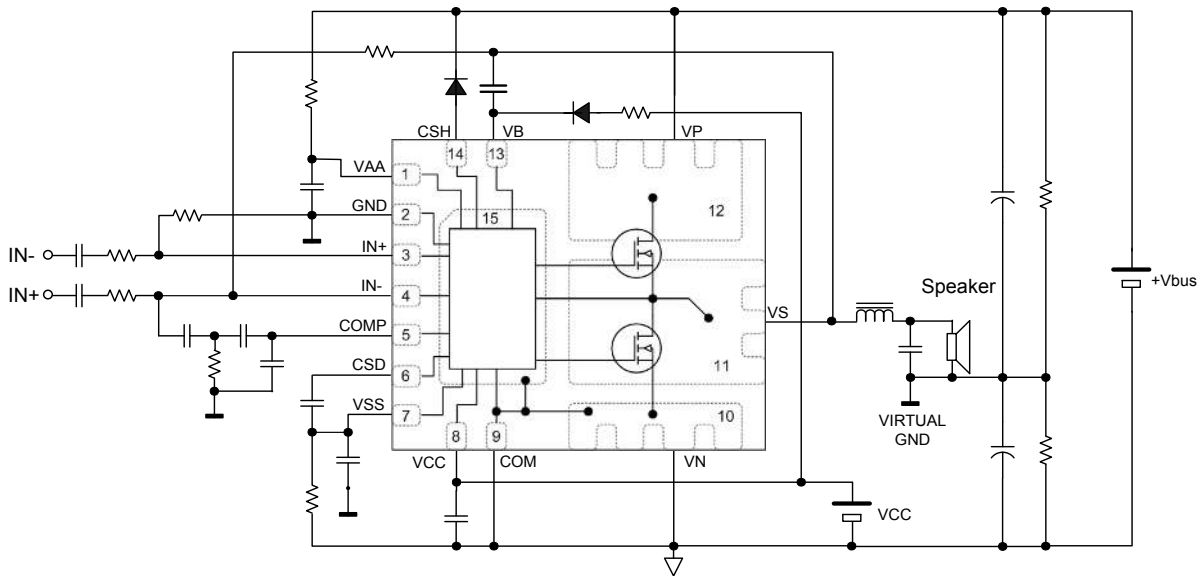 CSH
VB
VP
14
13
VAA
1
GND
2
15
12
IN-
IN+
3
IN+
IN-
4
+Vbus
Speaker
VS
COMP
5
11
CSD
6
VSS
7
10
8
9
VIRTUAL
GND
VCC
COM
VN
VCC